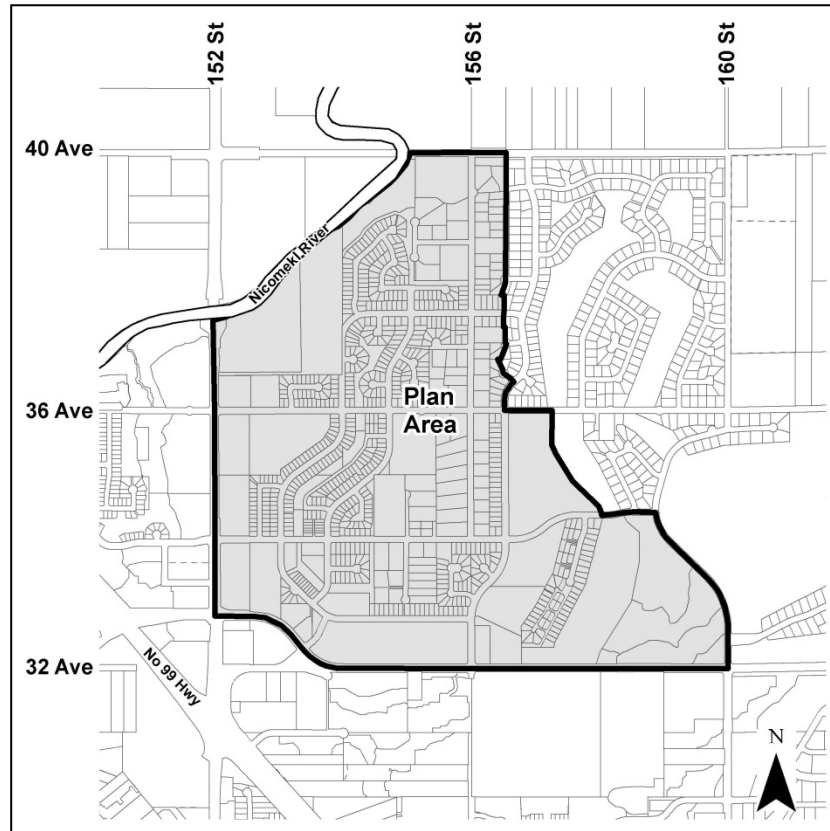 152 St
156 St
160 St
40 Ave
Nicomekl River
36 Ave
Plan
Area
32 Ave
No 99 Hwy
N